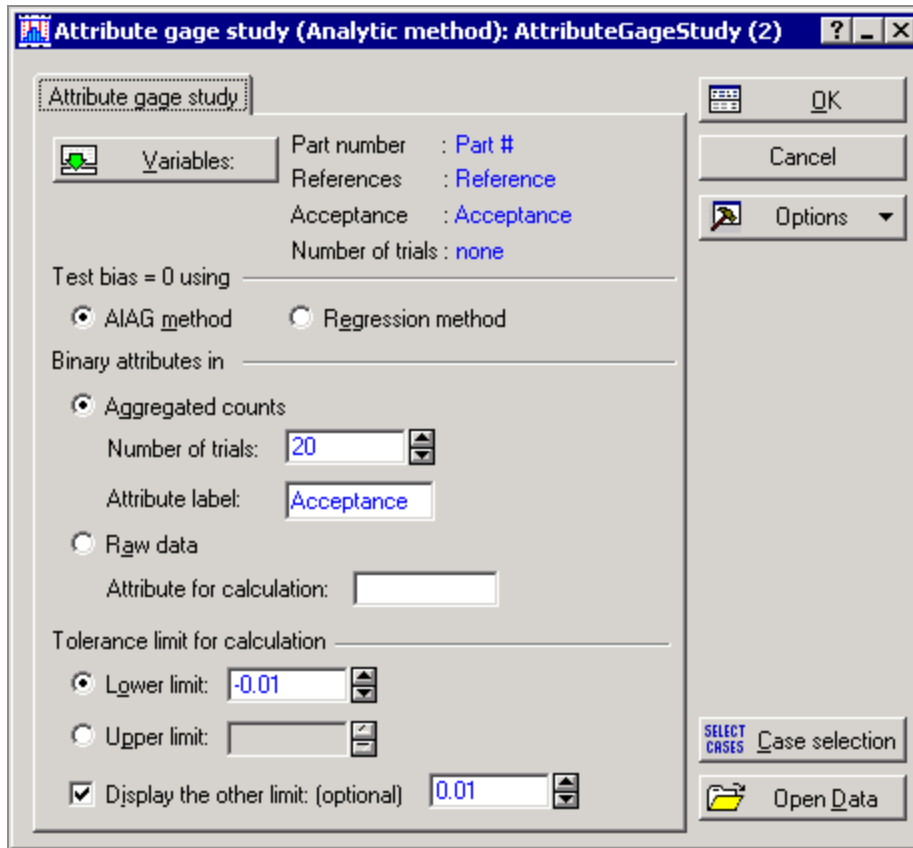 Attribute gage study (Analytic method): AttributeGageStudy (2)
Attribute gage study
OK
Variables:
Part number : Part #
References : Reference
Acceptance : Acceptance
Number of trials : none
Cancel
Options
Test bias = 0 using
AIAG method
Regression method
Binary attributes in
Aggregated counts
Number of trials: 20
Attribute label: Acceptance
Raw data
Attribute for calculation:
Tolerance limit for calculation
Lower limit: -0.01
Upper limit:
Display the other limit: (optional) 0.01
SELECT CASES Case selection
Open Data